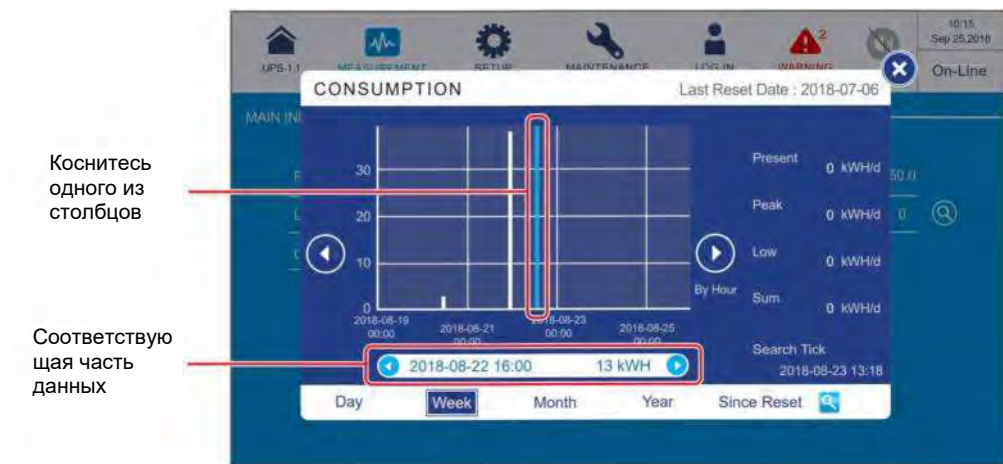 10:15
Sep 25,2018
UPS-1.1
MEASUREMENT
SETUP
MAINTENANCE
LOG-IN
WARNING
2
On-Line
CONSUMPTION
Last Reset Date : 2018-07-06
MAIN IN
Коснитесь
одного из
столбцов
30
20
10
0
2018-08-19
00:00
2018-08-21
00:00
00:00
2018-08-25
00:00
By Hour
Present
0 kWH/d
Peak
0 kWH/d
Low
0 kWH/d
Sum
0 kWH/d
50.0
0
Соответствую
щая часть
данных
2018-08-22 16:00
13 kWH
Search Tick
2018-08-23 13:18
Day
Week
Month
Year
Since Reset